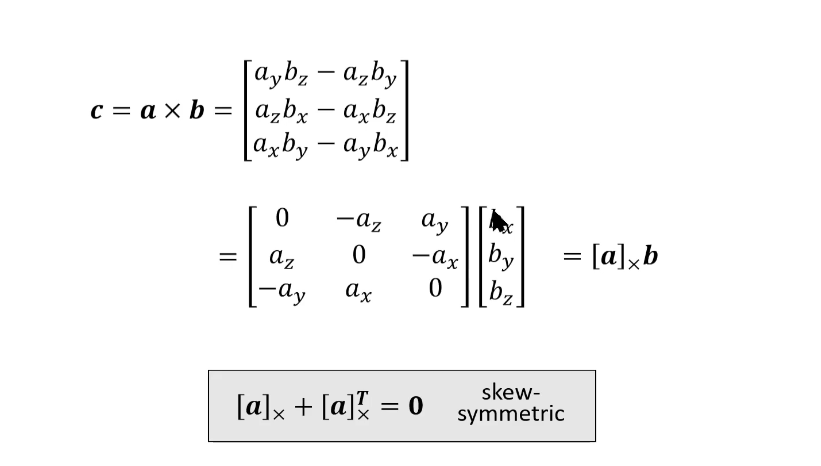 c = a × b = [a_y b_z − a_z b_y
a_z b_x − a_x b_z
a_x b_y − a_y b_x]
= [0 −a_z a_y
a_z 0 −a_x
−a_y a_x 0] [ x
b_y
b_z] = [a]_× b
[a]_× + [a]_×^T = 0 skew-
symmetric